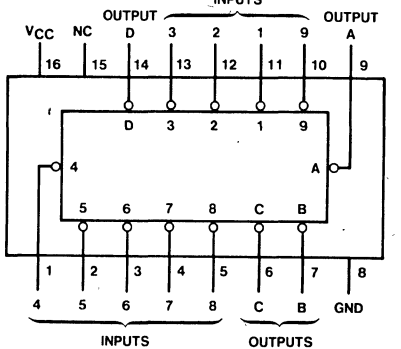 INPUTS
OUTPUT OUTPUT
VCC NC D 3 2 1 9 A
16 15 14 13 12 11 10 9
D 3 2 1 9
4 A
5 6 7 8 C B
1 2 3 4 5 6 7 8
4 5 6 7 8 C B GND
INPUTS OUTPUTS